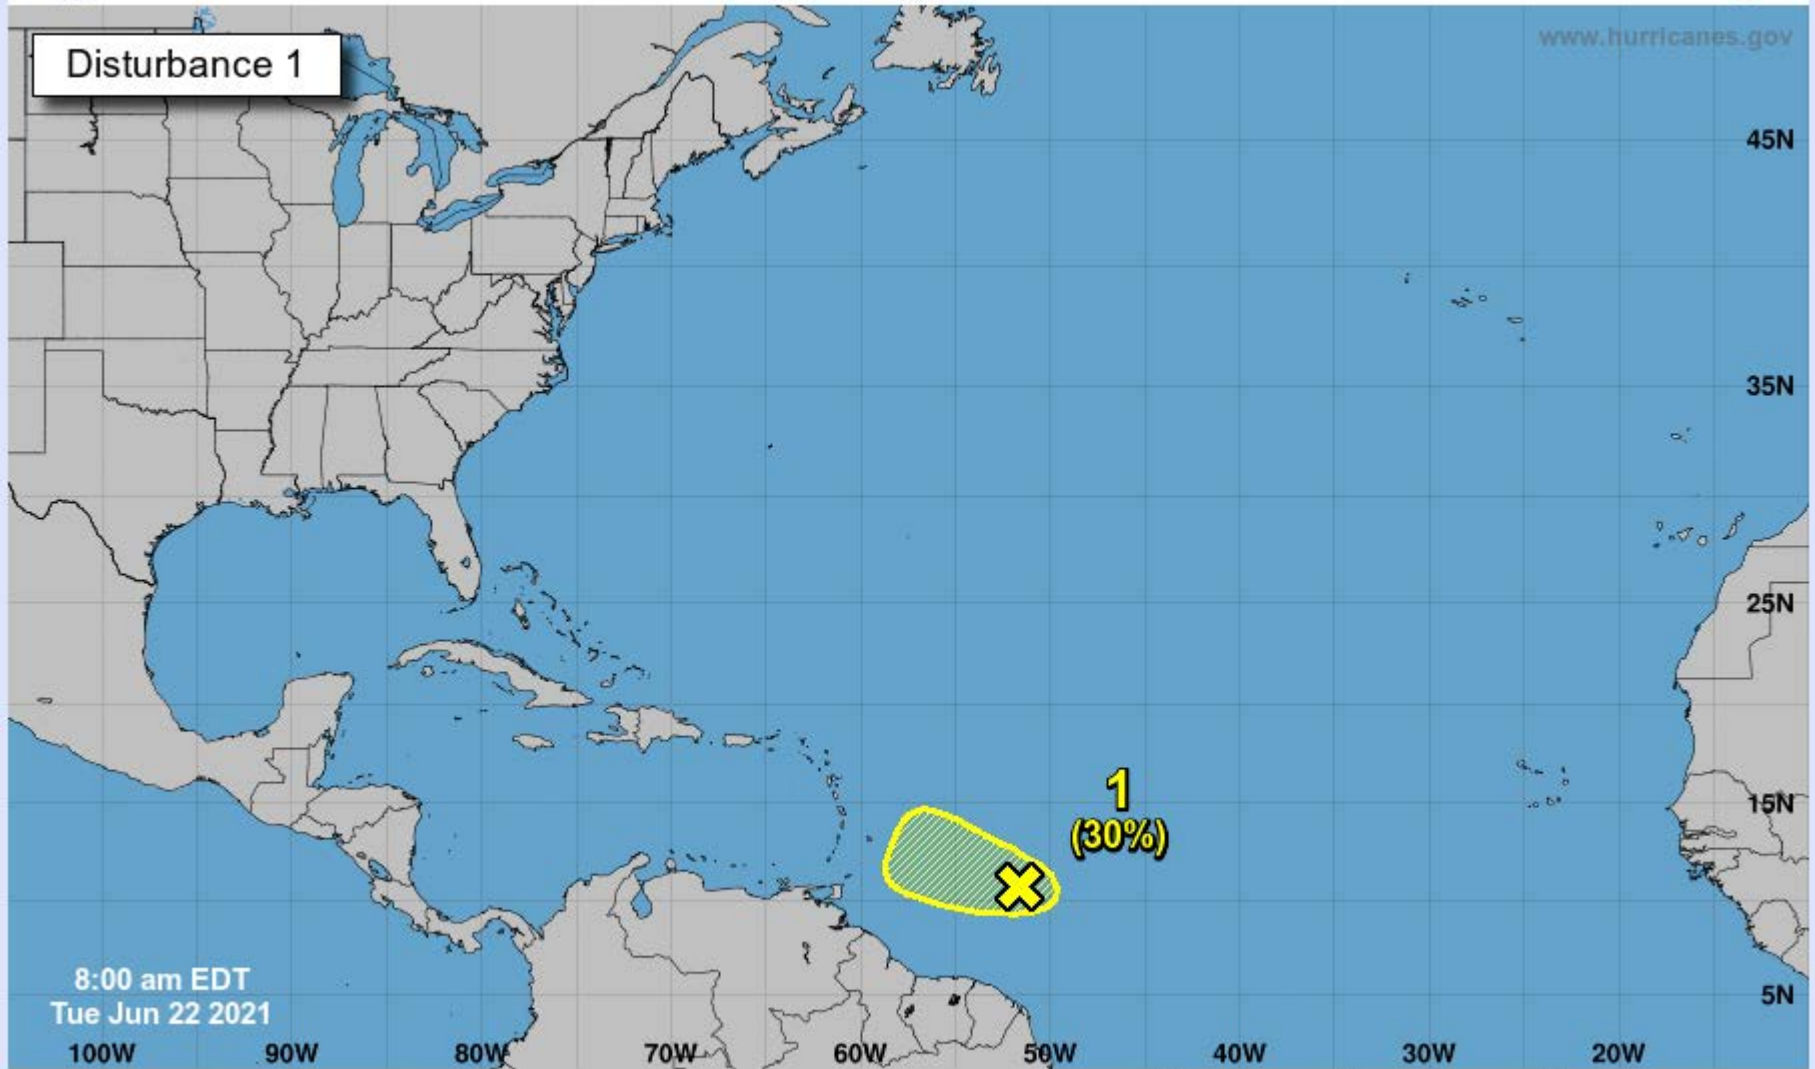 Disturbance 1
www.hurricanes.gov
45N
35N
25N
1
15N
(30%)
8:00 am EDT
5N
Tue Jun 22 2021
100W 90W 80W 70W 60W 50W 40W 30W 20W